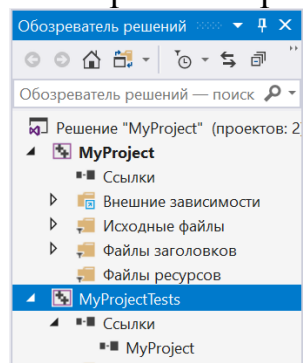 Обозреватель решений
Обозреватель решений — поиск
Решение "MyProject" (проектов: 2
MyProject
Ссылки
Внешние зависимости
Исходные файлы
Файлы заголовков
Файлы ресурсов
MyProjectTests
Ссылки
MyProject